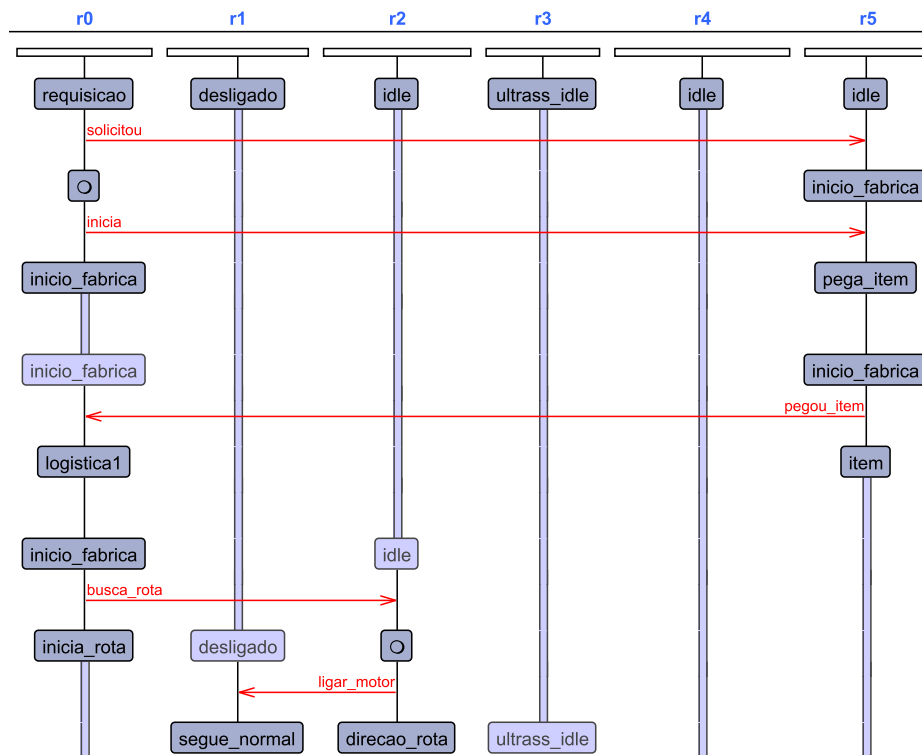 r0 r1 r2 r3 r4 r5
requisicao desligado idle ultrass_idle idle idle
solicitou
inicio_fabrica
inicia
inicio_fabrica pega_item
inicio_fabrica inicio_fabrica
pegou_item
logistica1 item
inicio_fabrica idle
busca_rota
inicia_rota desligado
ligar_motor
segue_normal direcao_rota ultrass_idle